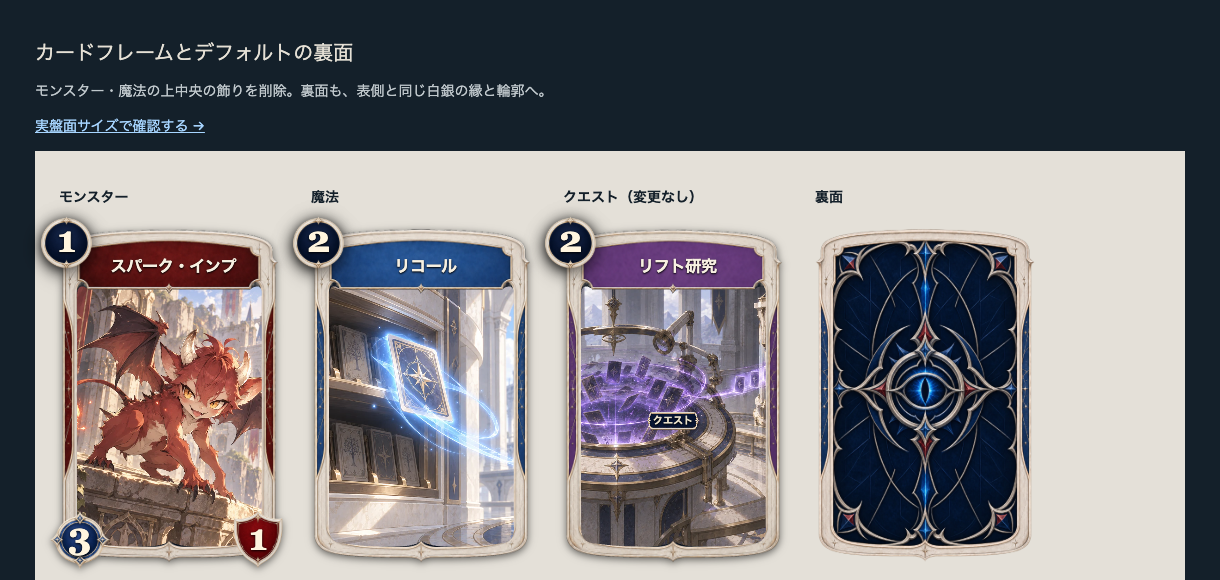 カードフレームとデフォルトの裏面
モンスター・魔法の上中央の飾りを削除。裏面も、表側と同じ白銀の縁と輪郭へ。
実盤面サイズで確認する →
モンスター
魔法
クエスト（変更なし）
裏面
1
スパーク・インプ
2
リコール
2
リフト研究
クエスト
3
1